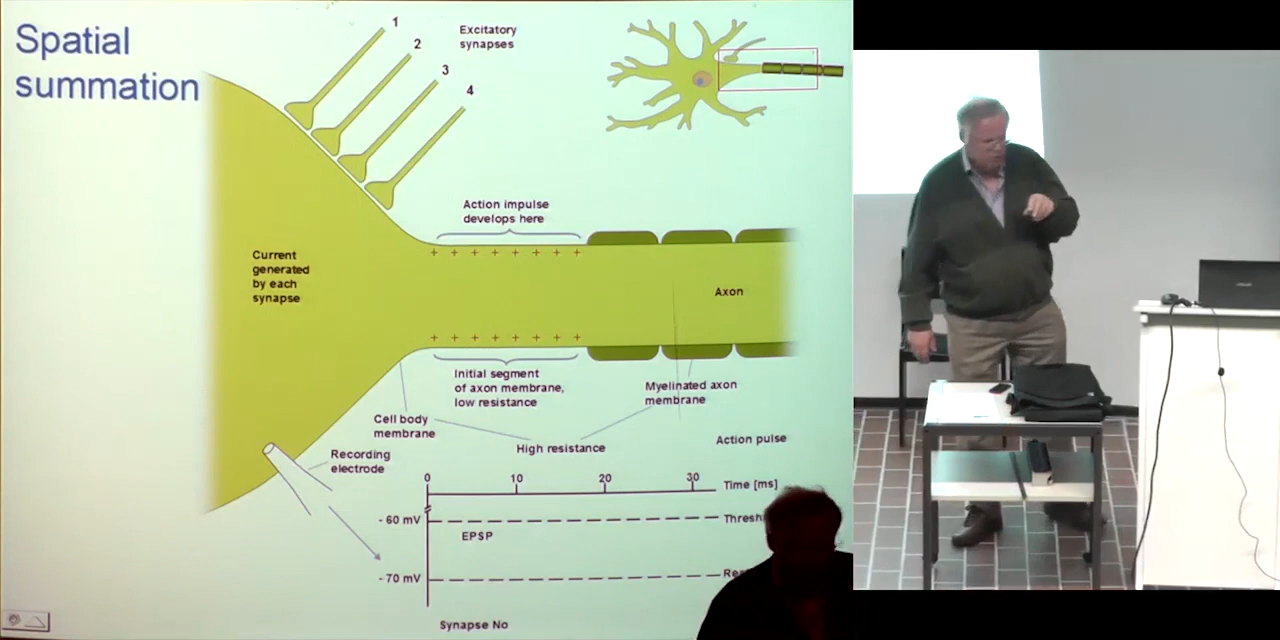 Spatial
summation
1
2
3
4
Excitatory
synapses
Action impulse
develops here
Current
generated
by each
synapse
Axon
Initial segment
of axon membrane,
low resistance
Myelinated axon
membrane
Cell body
membrane
High resistance
Action pulse
Recording
electrode
0
10
20
30
Time [ms]
- 60 mV
EPSP
- 70 mV
Synapse No